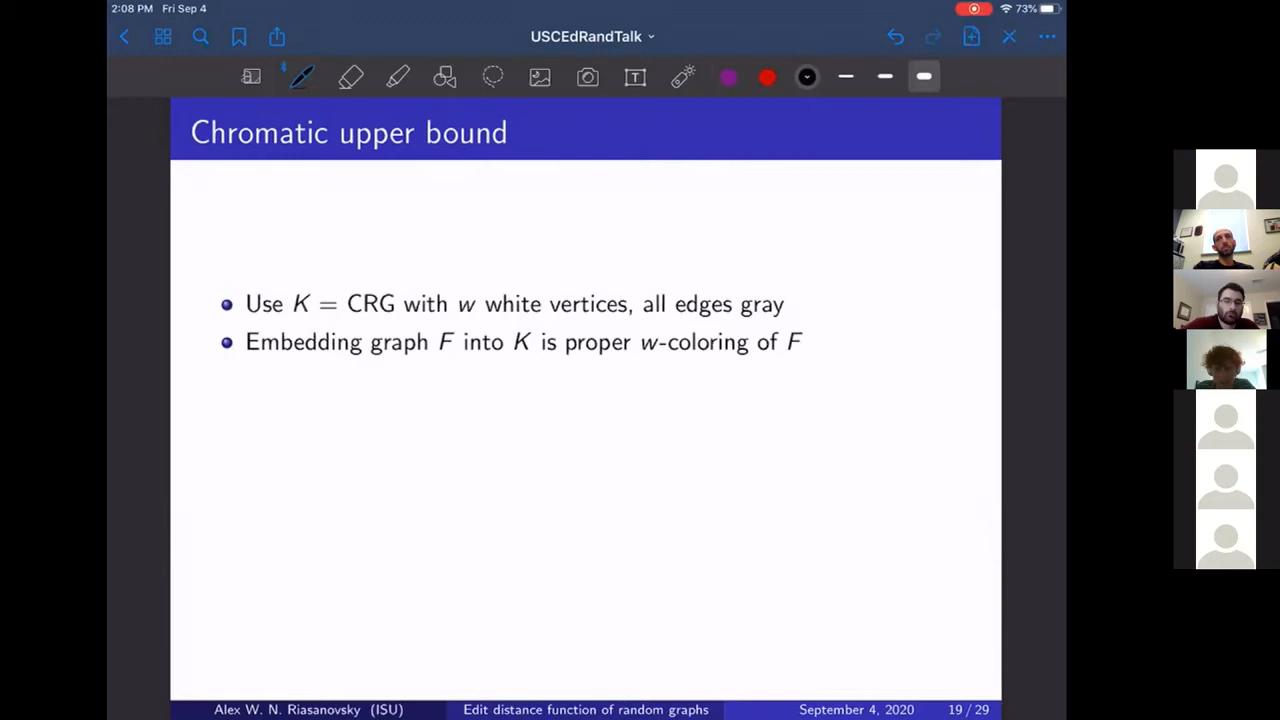 2:08 PM Fri Sep 4
73%
USCEdRandTalk
T
Chromatic upper bound
Use K = CRG with w white vertices, all edges gray
Embedding graph F into K is proper w-coloring of F
Alex W. N. Riasanovsky (ISU) Edit distance function of random graphs September 4, 2020 19 / 29